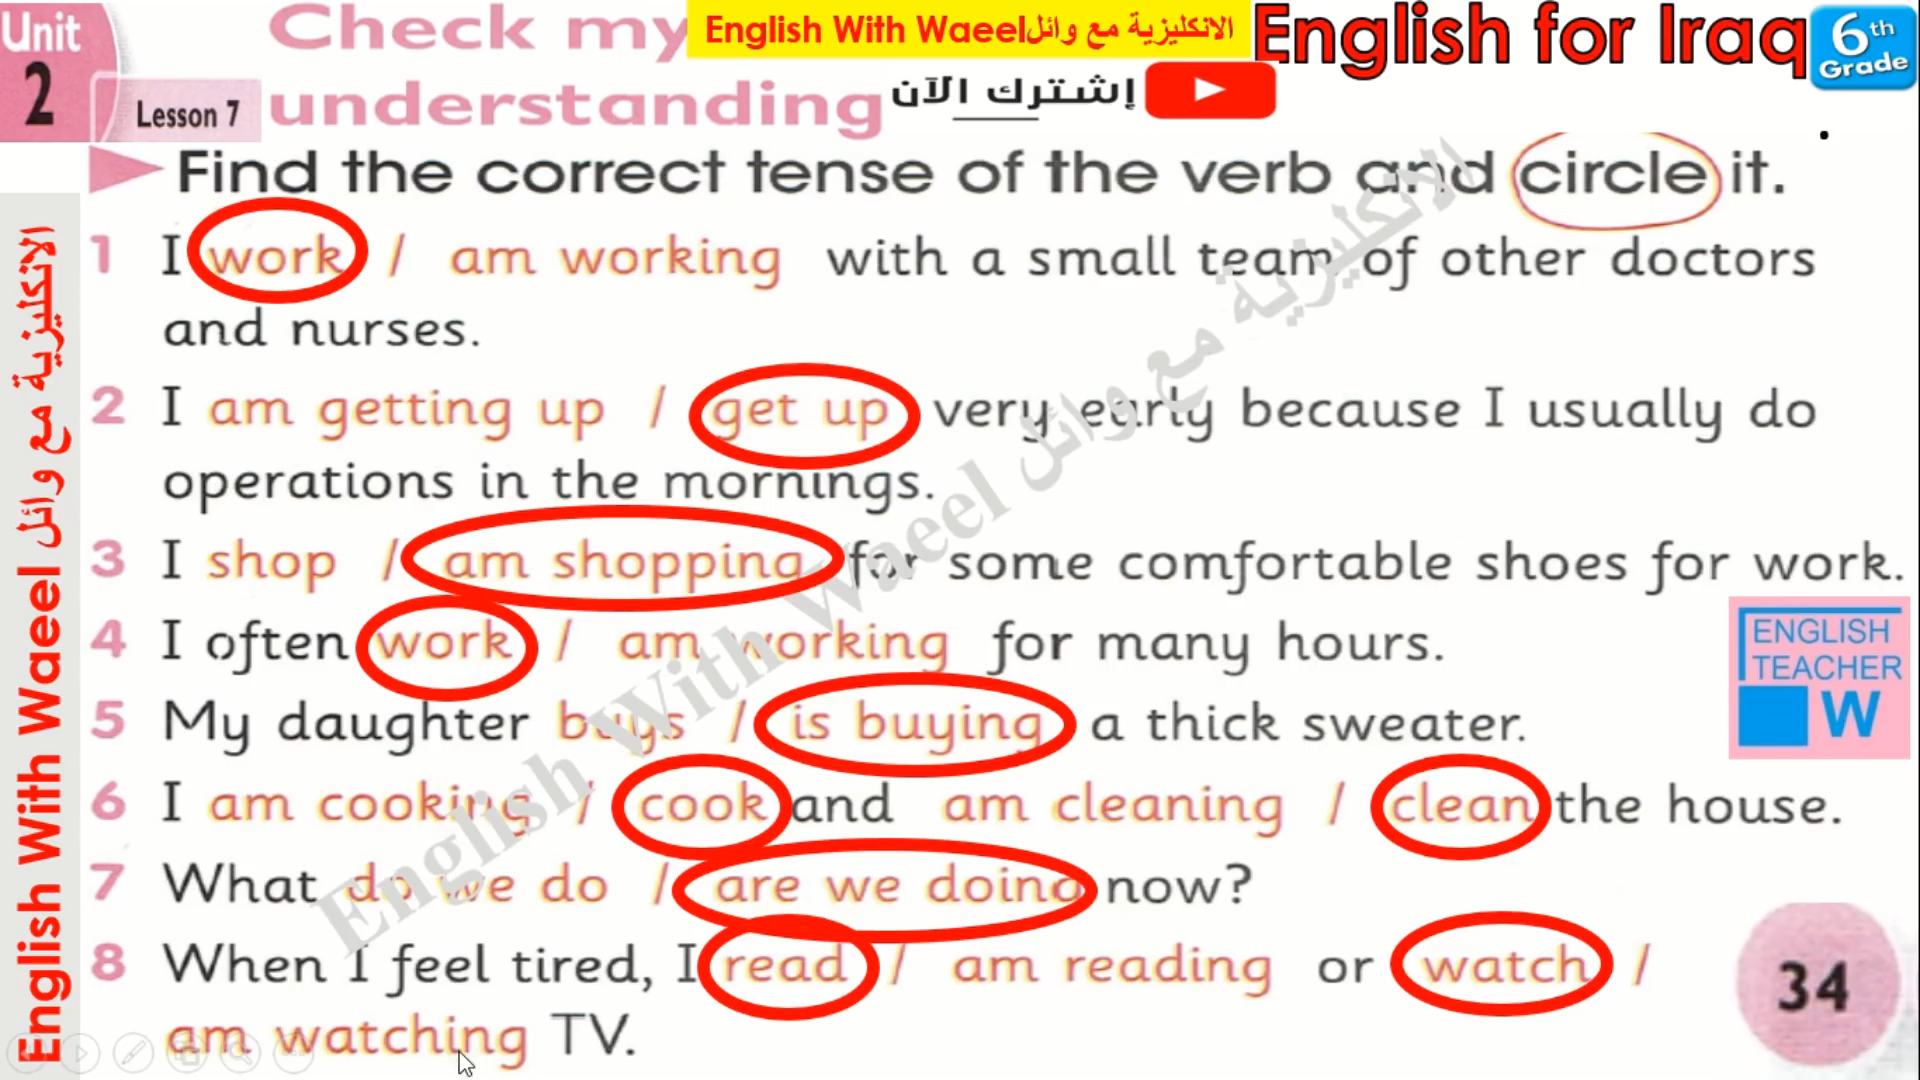 Unit
2
Lesson 7
Check my
understanding
English With Waeel الانكليزية مع وائل
إشترك الآن
English for Iraq
6th
Grade
Find the correct tense of the verb and circle it.
1 I work / am working with a small team of other doctors
and nurses.
2 I am getting up / get up very early because I usually do
operations in the mornings.
3 I shop / am shopping for some comfortable shoes for work.
4 I often work / am working for many hours.
5 My daughter buys / is buying a thick sweater.
6 I am cooking / cook and am cleaning / clean the house.
7 What do we do / are we doing now?
8 When I feel tired, I read / am reading or watch /
am watching TV.
English With Waeel الانكليزية مع وائل
English With Waeel الانكليزية مع وائل
ENGLISH
TEACHER
W
34